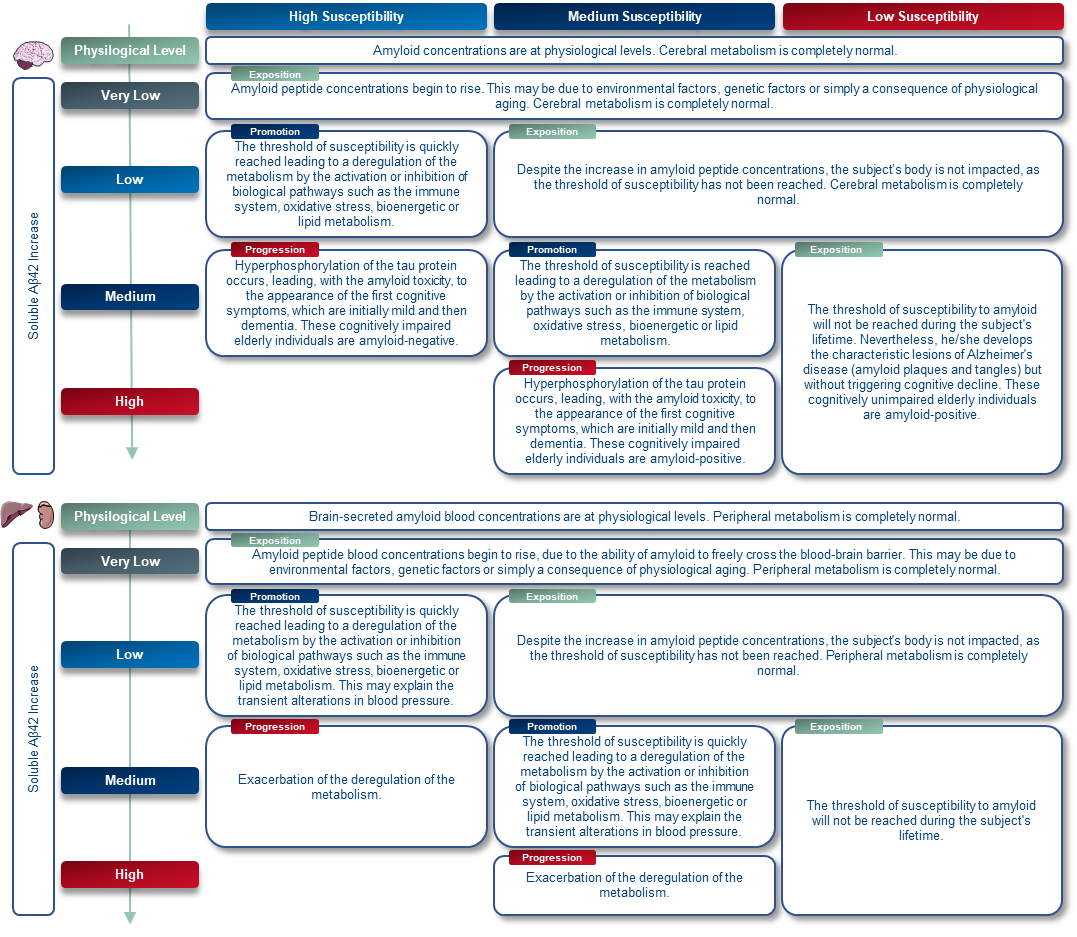 High Susceptibility
Medium Susceptibility
Low Susceptibility
Physilogical Level
Amyloid concentrations are at physiological levels. Cerebral metabolism is completely normal.
Soluble Aβ42 Increase
Very Low
Exposition
Amyloid peptide concentrations begin to rise. This may be due to environmental factors, genetic factors or simply a consequence of physiological
aging. Cerebral metabolism is completely normal.
Low
Promotion
The threshold of susceptibility is quickly
reached leading to a deregulation of the
metabolism by the activation or inhibition of
biological pathways such as the immune
system, oxidative stress, bioenergetic or
lipid metabolism.
Exposition
Despite the increase in amyloid peptide concentrations, the subject's body is not impacted, as
the threshold of susceptibility has not been reached. Cerebral metabolism is completely
normal.
Medium
Progression
Hyperphosphorylation of the tau protein
occurs, leading, with the amyloid toxicity, to
the appearance of the first cognitive
symptoms, which are initially mild and then
dementia. These cognitively impaired
elderly individuals are amyloid-negative.
Promotion
The threshold of susceptibility is reached
leading to a deregulation of the metabolism
by the activation or inhibition of biological
pathways such as the immune system,
oxidative stress, bioenergetic or lipid
metabolism.
Exposition
The threshold of susceptibility to amyloid
will not be reached during the subject's
lifetime. Nevertheless, he/she develops
the characteristic lesions of Alzheimer's
disease (amyloid plaques and tangles) but
without triggering cognitive decline. These
cognitively unimpaired elderly individuals
are amyloid-positive.
High
Progression
Hyperphosphorylation of the tau protein
occurs, leading, with the amyloid toxicity, to
the appearance of the first cognitive
symptoms, which are initially mild and then
dementia. These cognitively impaired
elderly individuals are amyloid-positive.
Physilogical Level
Brain-secreted amyloid blood concentrations are at physiological levels. Peripheral metabolism is completely normal.
Soluble Aβ42 Increase
Very Low
Exposition
Amyloid peptide blood concentrations begin to rise, due to the ability of amyloid to freely cross the blood-brain barrier. This may be due to
environmental factors, genetic factors or simply a consequence of physiological aging. Peripheral metabolism is completely normal.
Low
Promotion
The threshold of susceptibility is quickly
reached leading to a deregulation of the
metabolism by the activation or inhibition
of biological pathways such as the immune
system, oxidative stress, bioenergetic or
lipid metabolism. This may explain the
transient alterations in blood pressure.
Exposition
Despite the increase in amyloid peptide concentrations, the subject's body is not impacted, as
the threshold of susceptibility has not been reached. Peripheral metabolism is completely
normal.
Medium
Progression
Exacerbation of the deregulation of the
metabolism.
Promotion
The threshold of susceptibility is quickly
reached leading to a deregulation of the
metabolism by the activation or inhibition
of biological pathways such as the immune
system, oxidative stress, bioenergetic or
lipid metabolism. This may explain the
transient alterations in blood pressure.
Exposition
The threshold of susceptibility to amyloid
will not be reached during the subject's
lifetime.
High
Progression
Exacerbation of the deregulation of the
metabolism.